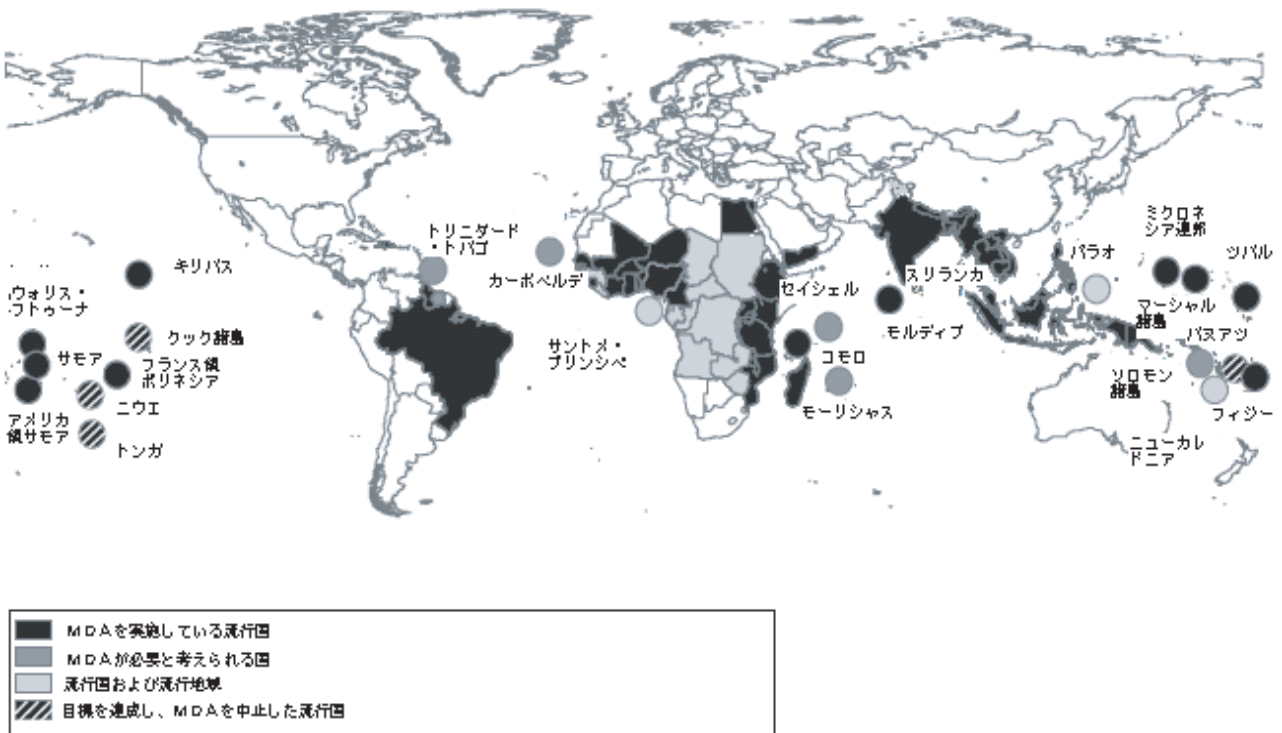 ミクロネ
シア連邦
トリニダード
・トバゴ
パラオ
ツバル
キリバス
カーボベルデ
セイシェル
スリランカ
ウォリス・
フトゥーナ
マーシャル
諸島
モルディブ
クック諸島
バヌアツ
サモア
フランス領
ポリネシア
サントメ・
プリンシペ
コモロ
ソロモン
諸島
ニウエ
モーリシャス
フィジー
アメリカ
領サモア
トンガ
ニューカレ
ドニア
MDAを実施している流行国
MDAが必要と考えられる国
流行国および流行地域
目標を達成し、MDAを中止した流行国